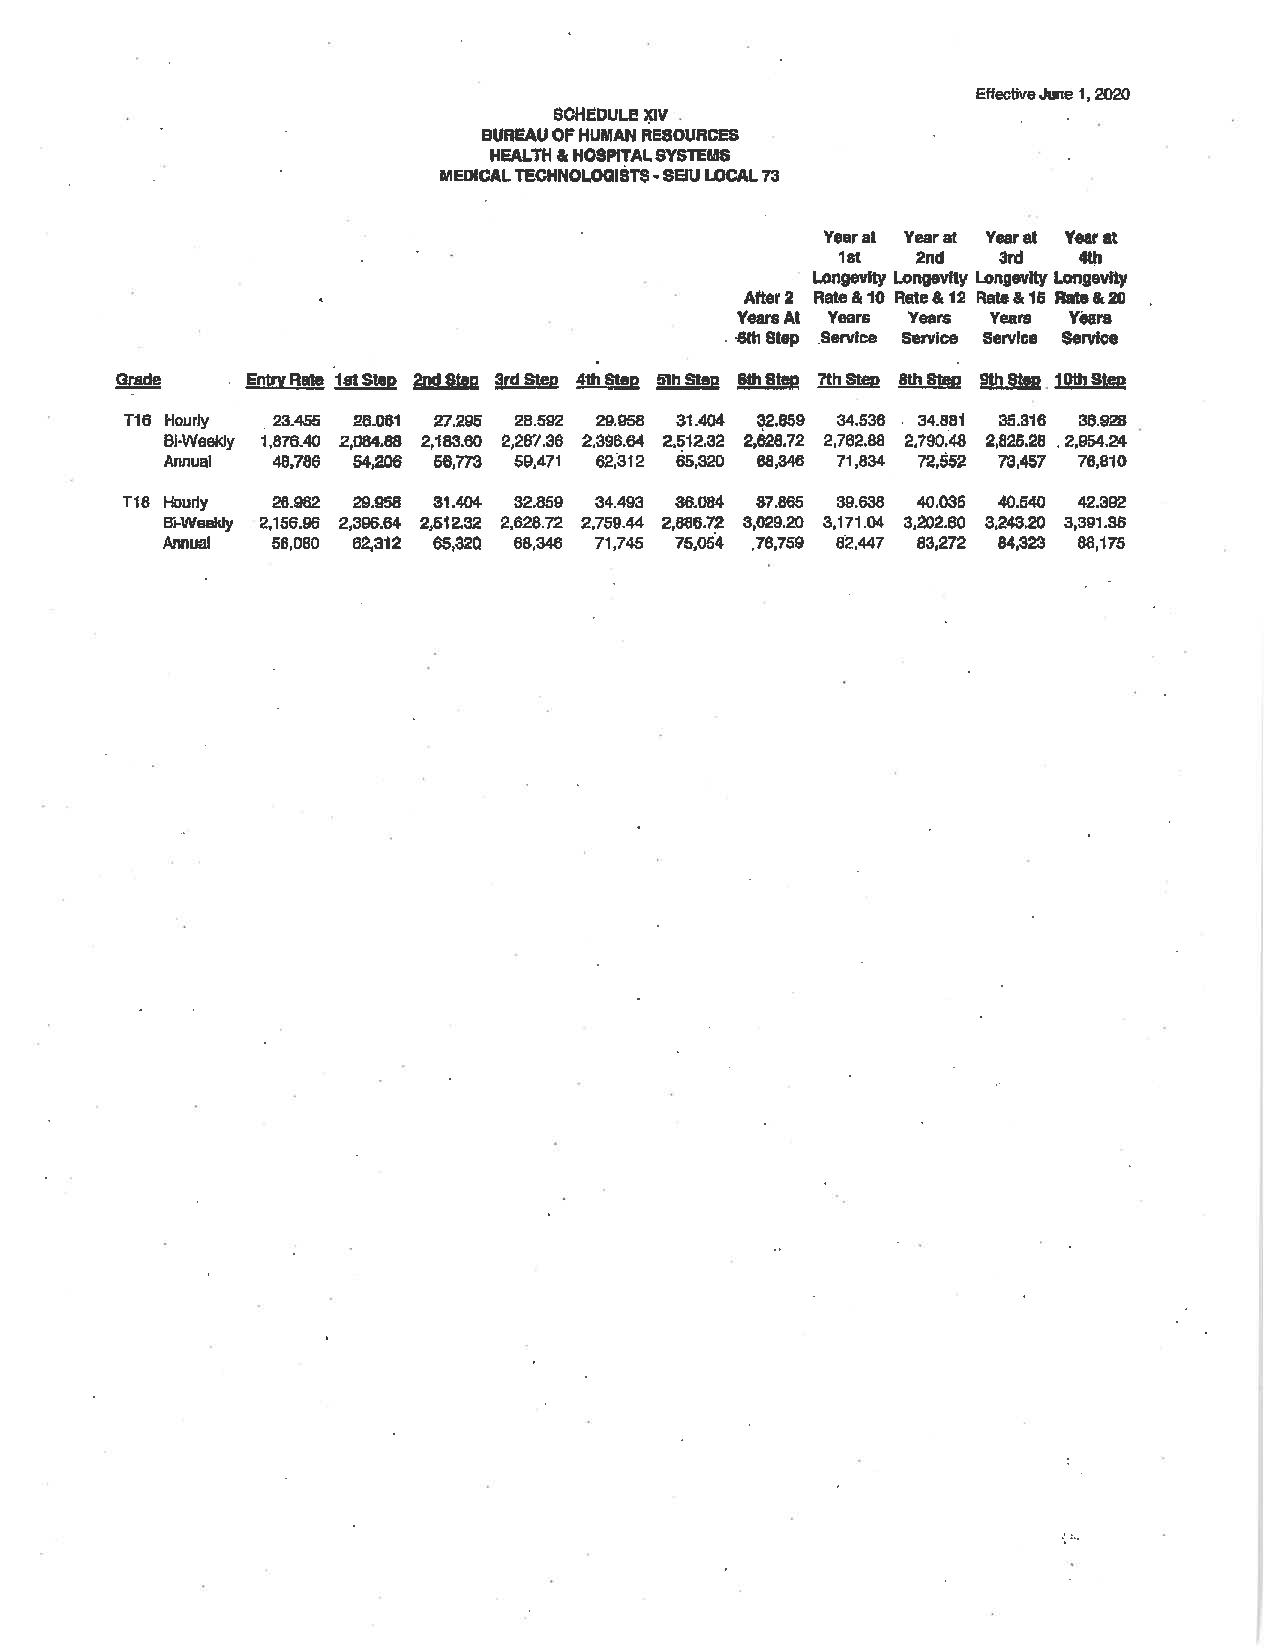 Effective June 1, 2020
SCHEDULE XIV
BUREAU OF HUMAN RESOURCES
HEALTH & HOSPITAL SYSTEMS
MEDICAL TECHNOLOGISTS - SEIU LOCAL 73
Year at Year at Year at Year at
1st 2nd 3rd 4th
Longevity Longevity Longevity Longevity
After 2 Rate & 10 Rate & 12 Rate & 15 Rate & 20
Years At Years Years Years Years
5th Step Service Service Service Service
Grade Entry Rate 1st Step 2nd Step 3rd Step 4th Step 5th Step 6th Step 7th Step 8th Step 9th Step 10th Step
T16 Hourly 23.455 26.061 27.295 28.592 29.958 31.404 32.859 34.536 34.881 35.316 36.928
Bi-Weekly 1,876.40 2,084.88 2,183.60 2,287.36 2,396.64 2,512.32 2,628.72 2,762.88 2,790.48 2,825.28 2,954.24
Annual 48,786 54,206 56,773 59,471 62,312 65,320 68,346 71,834 72,552 73,457 76,810
T18 Hourly 26.962 29.958 31.404 32.859 34.493 36.084 37.865 39.638 40.035 40.540 42.392
Bi-Weekly 2,156.96 2,396.64 2,512.32 2,628.72 2,759.44 2,886.72 3,029.20 3,171.04 3,202.80 3,243.20 3,391.36
Annual 56,080 62,312 65,320 68,346 71,745 75,054 78,759 82,447 83,272 84,323 88,175